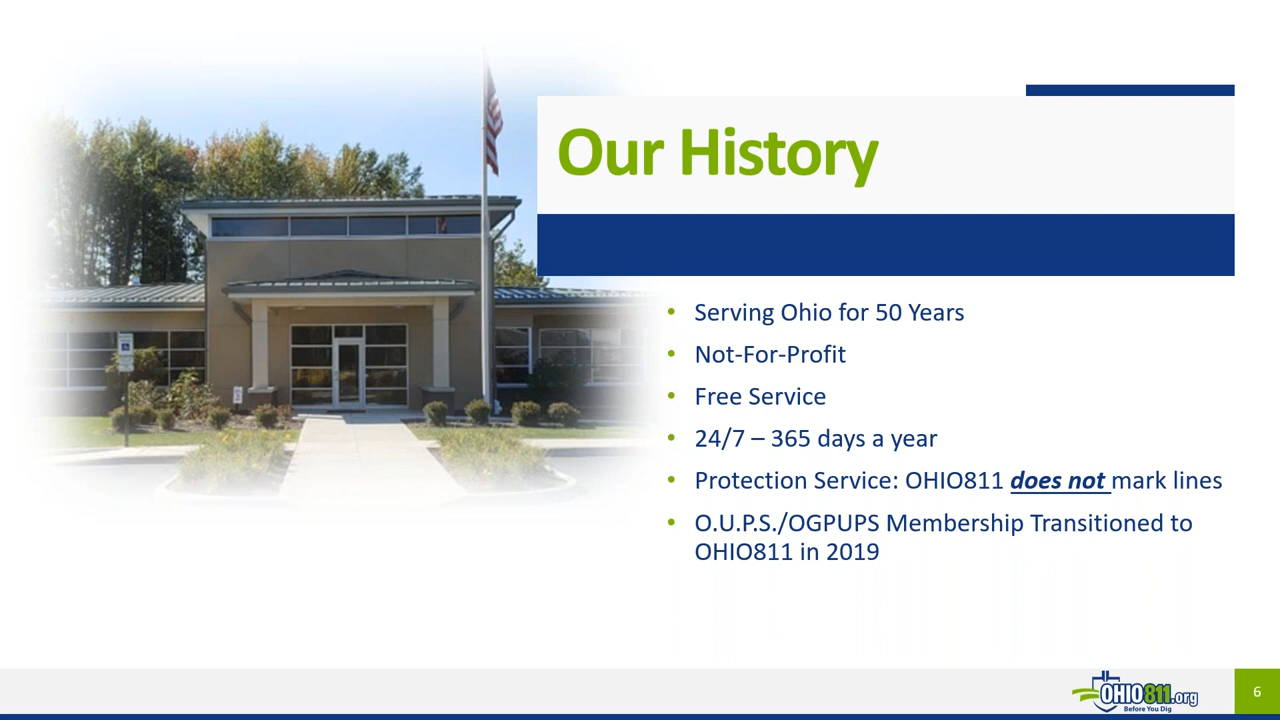 Our History
• Serving Ohio for 50 Years
• Not-For-Profit
• Free Service
• 24/7 – 365 days a year
• Protection Service: OHIO811 does not mark lines
• O.U.P.S./OGPUPS Membership Transitioned to
OHIO811 in 2019
OHIO811.org
Before You Dig
6